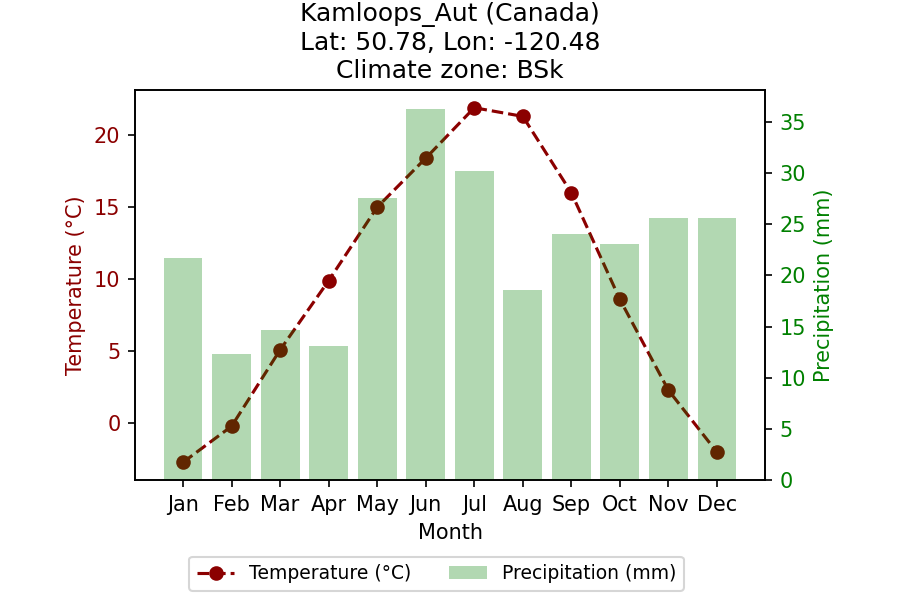 Kamloops_Aut (Canada)
Lat: 50.78, Lon: -120.48
Climate zone: BSk
Temperature (°C)
20
15
10
5
0
Precipitation (mm)
35
30
25
20
15
10
5
0
Jan Feb Mar Apr May Jun Jul Aug Sep Oct Nov Dec
Month
Temperature (°C) Precipitation (mm)